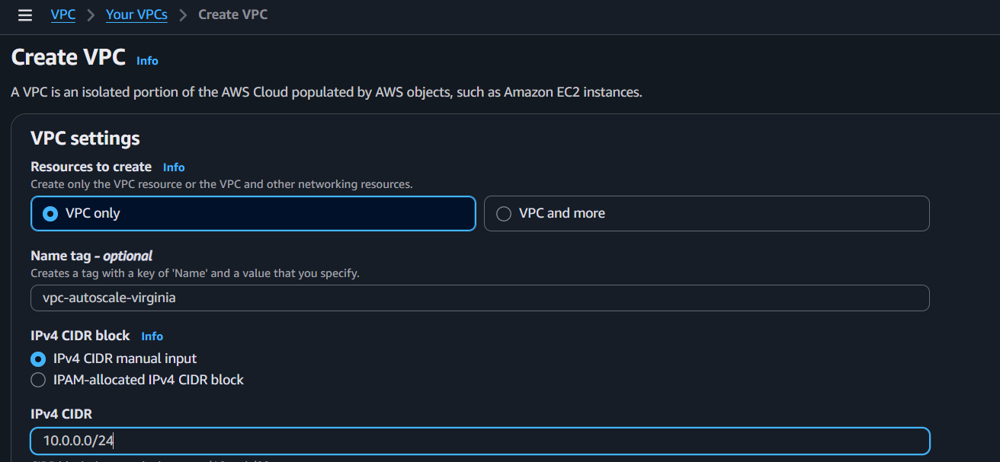 VPC > Your VPCs > Create VPC
Create VPC Info
A VPC is an isolated portion of the AWS Cloud populated by AWS objects, such as Amazon EC2 instances.
VPC settings
Resources to create Info
Create only the VPC resource or the VPC and other networking resources.
VPC only
VPC and more
Name tag - optional
Creates a tag with a key of 'Name' and a value that you specify.
vpc-autoscale-virginia
IPv4 CIDR block Info
IPv4 CIDR manual input
IPAM-allocated IPv4 CIDR block
IPv4 CIDR
10.0.0.0/24